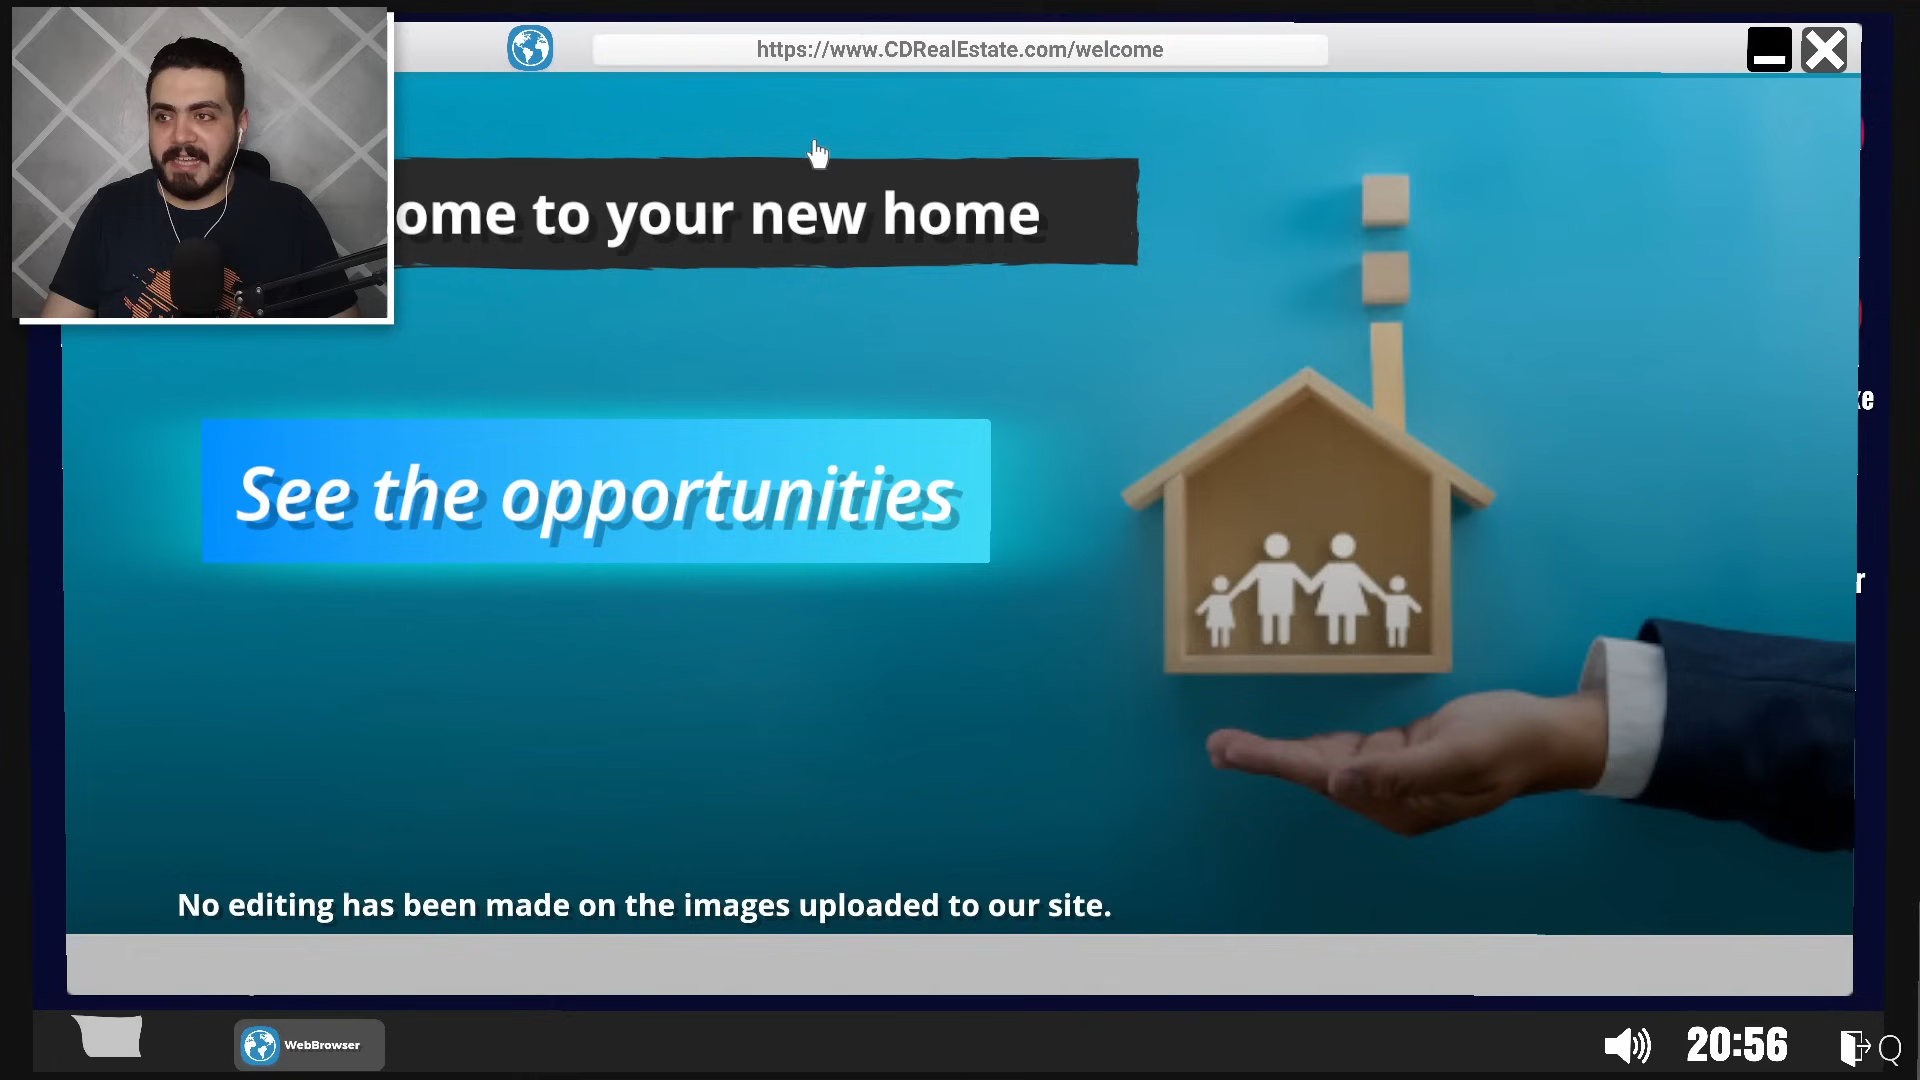 https://www.CDRealEstate.com/welcome
ome to your new home
See the opportunities
No editing has been made on the images uploaded to our site.
WebBrowser
20:56
Q